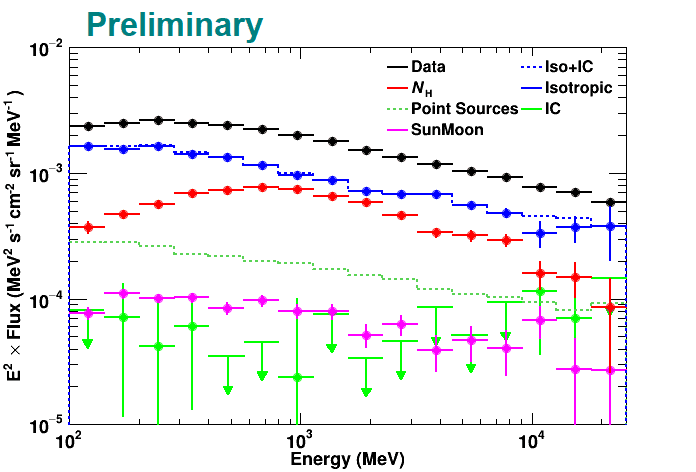 Preliminary
10⁻²
10⁻³
10⁻⁴
10⁻⁵
E² × Flux (MeV² s⁻¹ cm⁻² sr⁻¹ MeV⁻¹)
Data
N_H
Point Sources
SunMoon
Iso+IC
Isotropic
IC
10²
10³
10⁴
Energy (MeV)